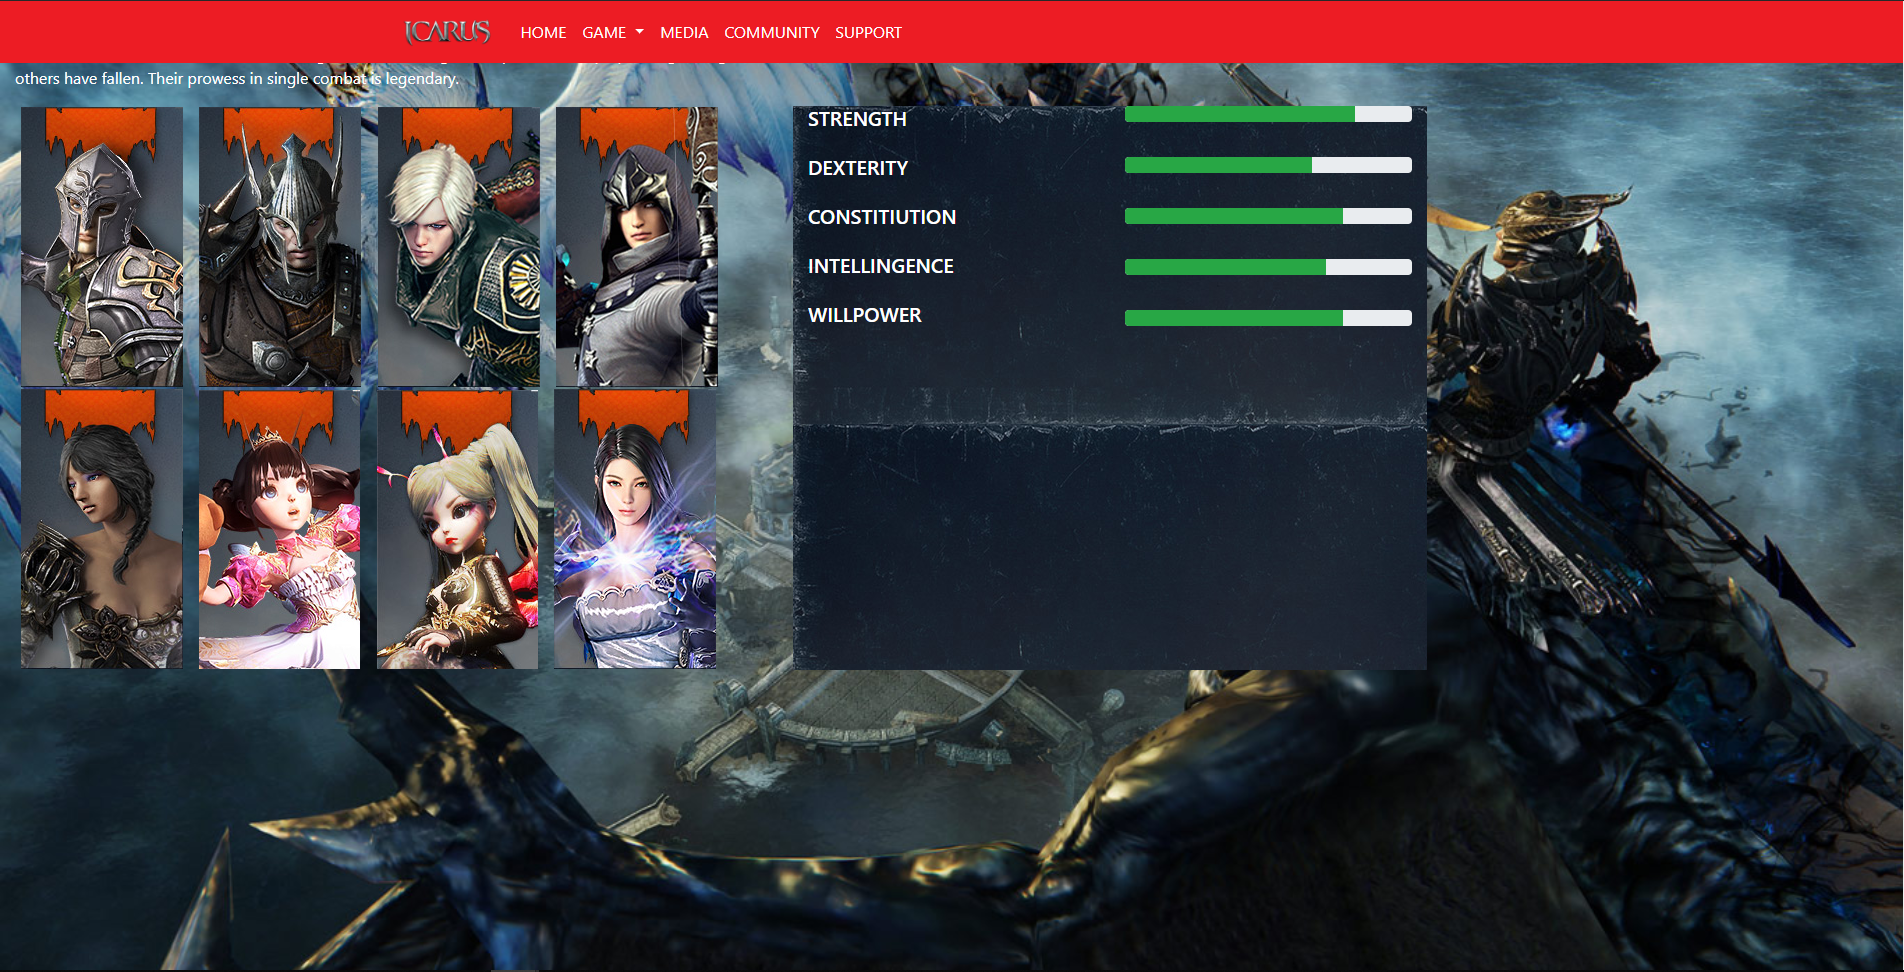 ICARUS HOME GAME MEDIA COMMUNITY SUPPORT
others have fallen. Their prowess in single combat is legendary.
STRENGTH
DEXTERITY
CONSTITIUTION
INTELLINGENCE
WILLPOWER